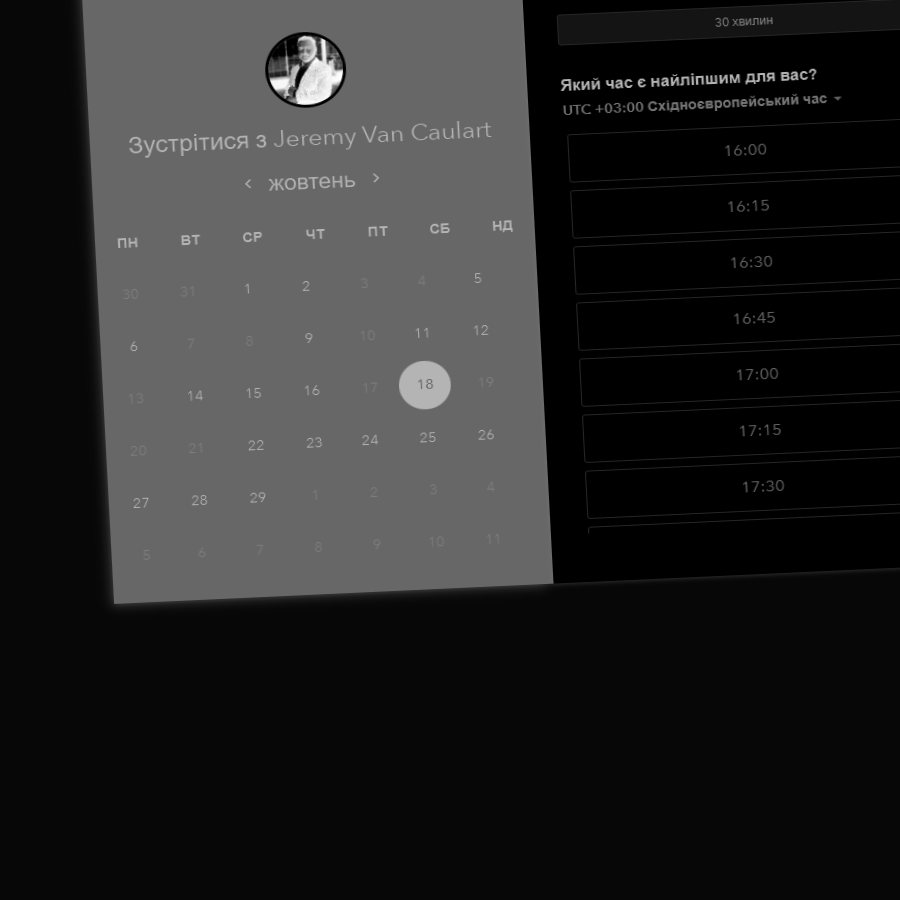 Зустрітися з Jeremy Van Caulart
‹ жовтень ›
ПН ВТ СР ЧТ ПТ СБ НД
30 31 1 2 3 4 5
6 7 8 9 10 11 12
13 14 15 16 17 18 19
20 21 22 23 24 25 26
27 28 29 1 2 3 4
5 6 7 8 9 10 11
30 хвилин
Який час є найліпшим для вас?
UTC +03:00 Східноєвропейський час
16:00
16:15
16:30
16:45
17:00
17:15
17:30